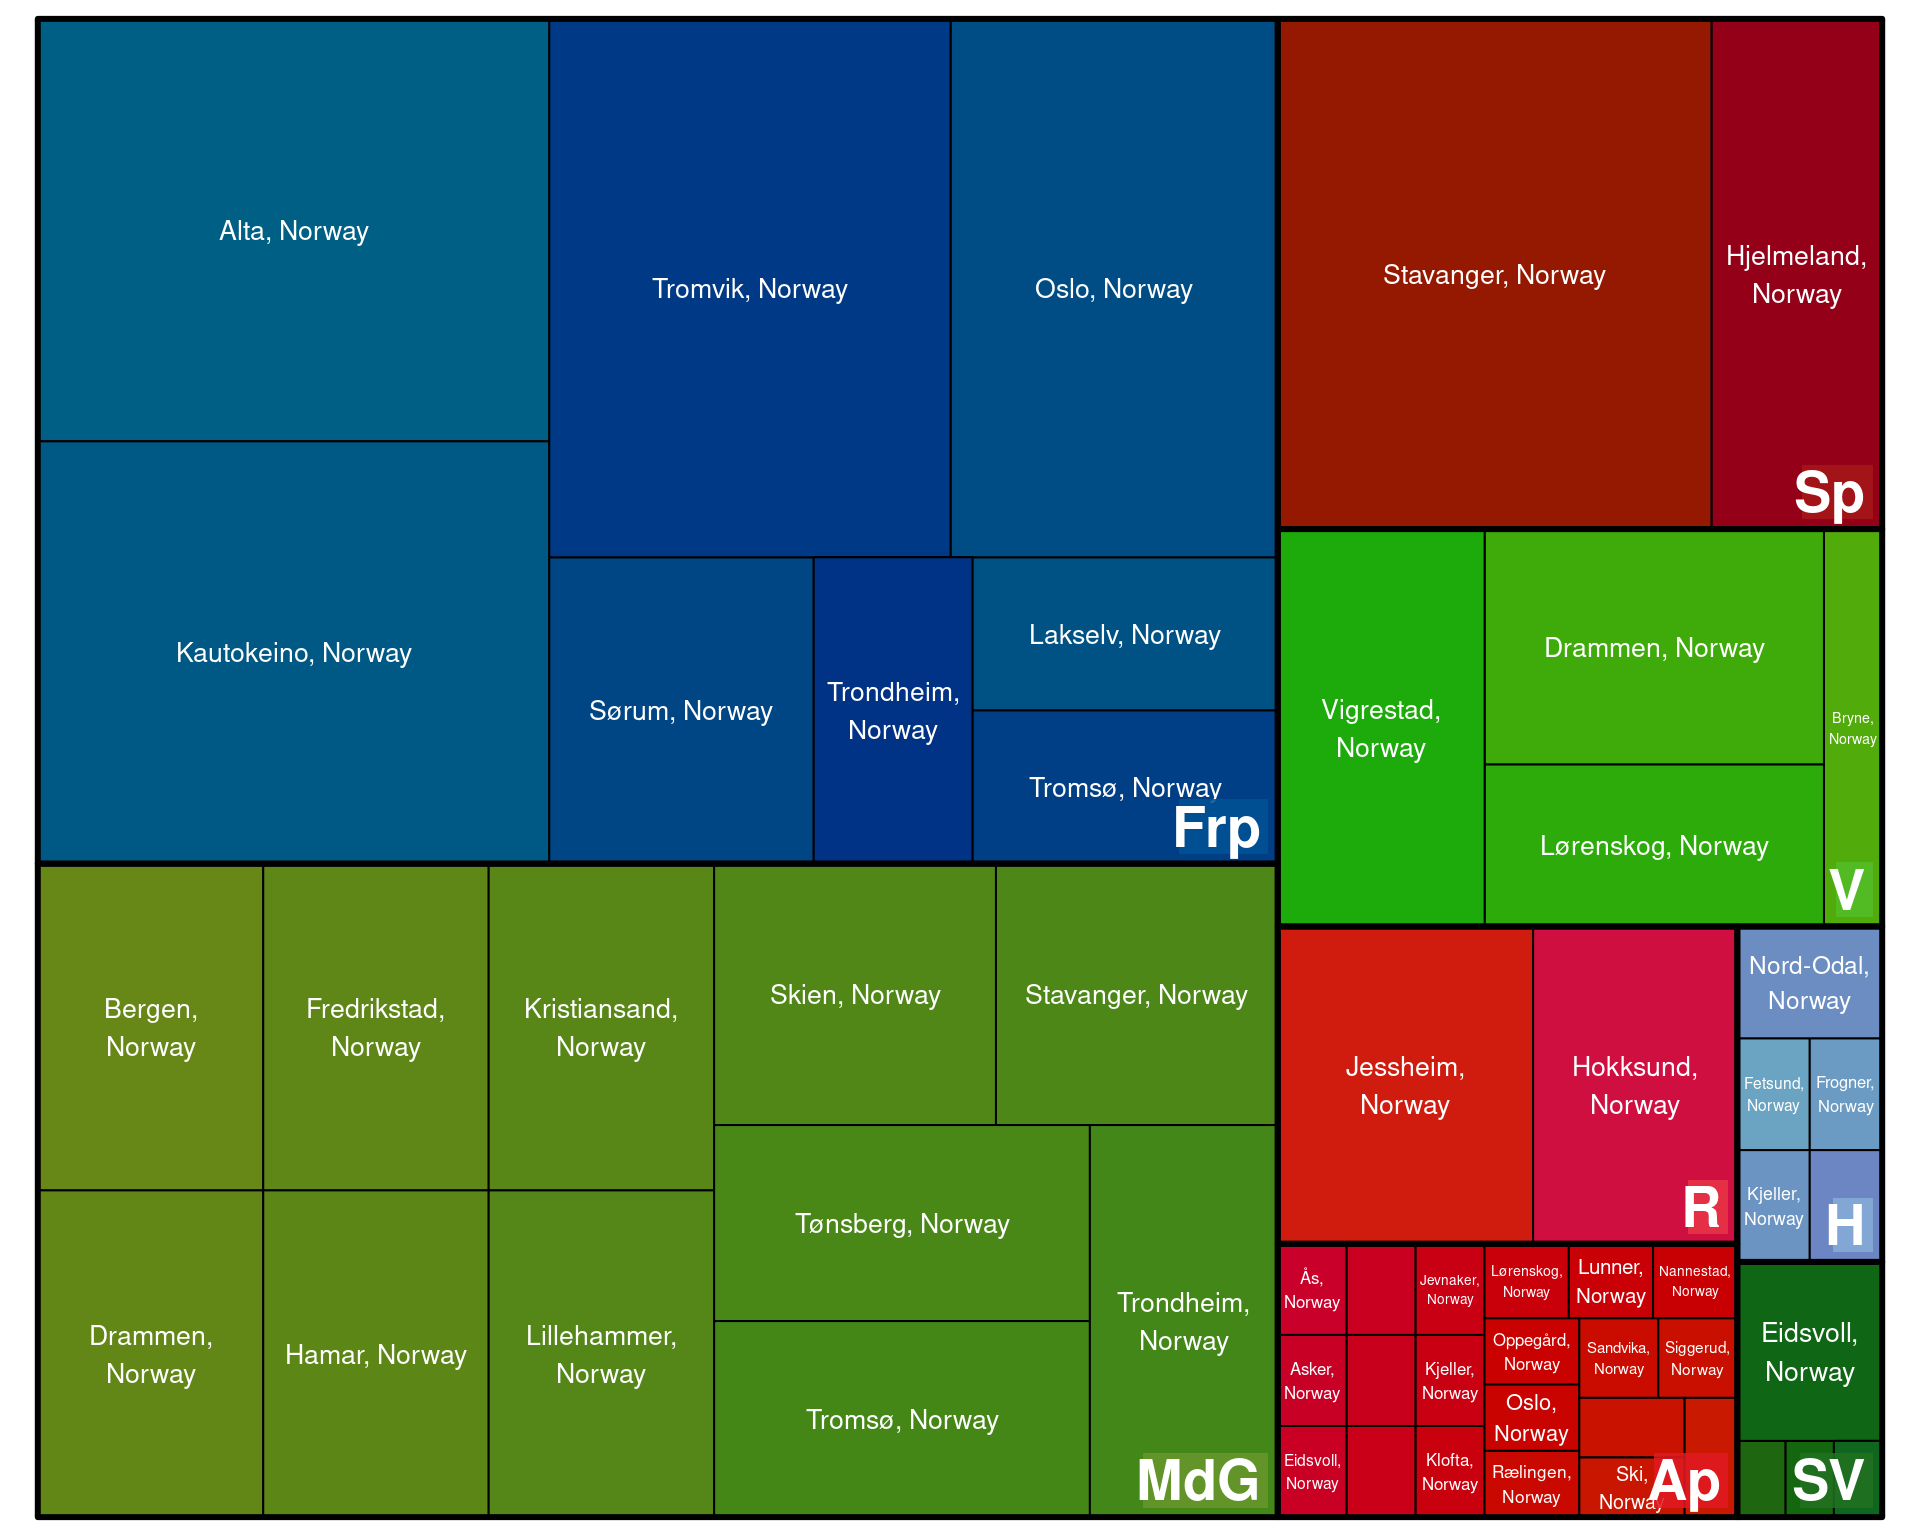 Alta, Norway
Kautokeino, Norway
Tromvik, Norway
Oslo, Norway
Sørum, Norway
Trondheim,
Norway
Lakselv, Norway
Tromsø, Norway
Frp
Bergen,
Norway
Fredrikstad,
Norway
Kristiansand,
Norway
Drammen,
Norway
Hamar, Norway
Lillehammer,
Norway
Skien, Norway
Stavanger, Norway
Tønsberg, Norway
Tromsø, Norway
Trondheim,
Norway
MdG
Stavanger, Norway
Hjelmeland,
Norway
Sp
Vigrestad,
Norway
Drammen, Norway
Lørenskog, Norway
Bryne,
Norway
V
Jessheim,
Norway
Hokksund,
Norway
R
Nord-Odal,
Norway
Fetsund,
Norway
Frogner,
Norway
Kjeller,
Norway
H
Ås,
Norway
Asker,
Norway
Eidsvoll,
Norway
Jevnaker,
Norway
Kjeller,
Norway
Klofta,
Norway
Lørenskog,
Norway
Lunner,
Norway
Nannestad,
Norway
Oppegård,
Norway
Oslo,
Norway
Rælingen,
Norway
Sandvika,
Norway
Siggerud,
Norway
Ski,
Norway
Ap
Eidsvoll,
Norway
SV